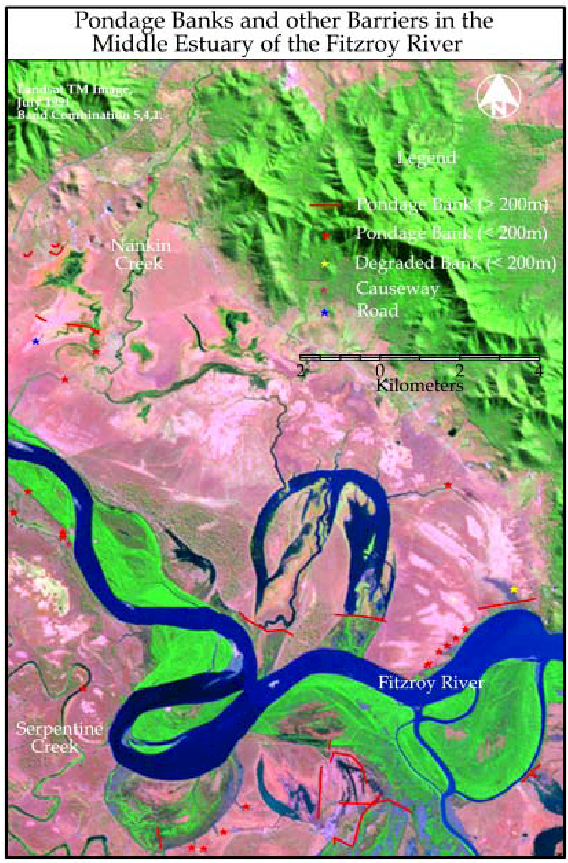 Pondage Banks and other Barriers in the
Middle Estuary of the Fitzroy River
Landsat TM Image,
July 1991.
Band Combination 5,4,1.
N
Legend
Pondage Bank (> 200m)
Pondage Bank (< 200m)
Degraded Bank (< 200m)
Causeway
Road
Nankin
Creek
2 0 2 4
Kilometers
Fitzroy River
Serpentine
Creek